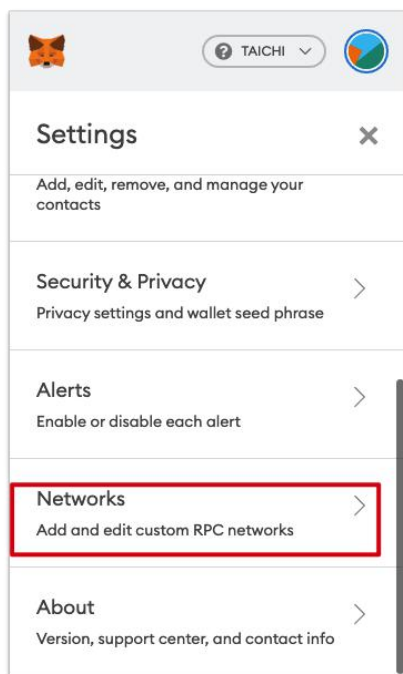 TAICHI
Settings
Add, edit, remove, and manage your
contacts
Security & Privacy
Privacy settings and wallet seed phrase
Alerts
Enable or disable each alert
Networks
Add and edit custom RPC networks
About
Version, support center, and contact info